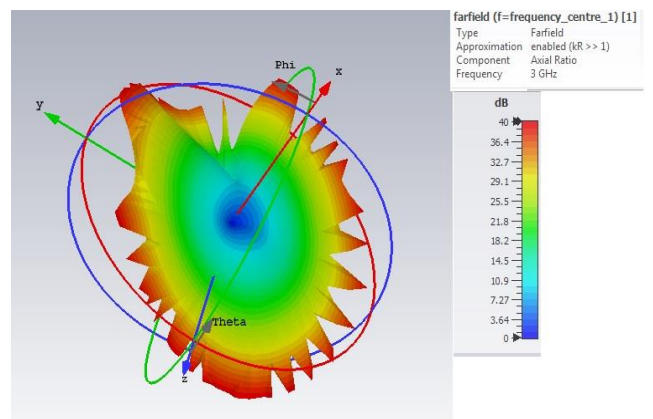 farfield (f=frequency_centre_1) [1]
Type Farfield
Approximation enabled (kR >> 1)
Component Axial Ratio
Frequency 3 GHz
dB
40
36.4
32.7
29.1
25.5
21.8
18.2
14.5
10.9
7.27
3.64
0
Phi
x
y
Theta
z